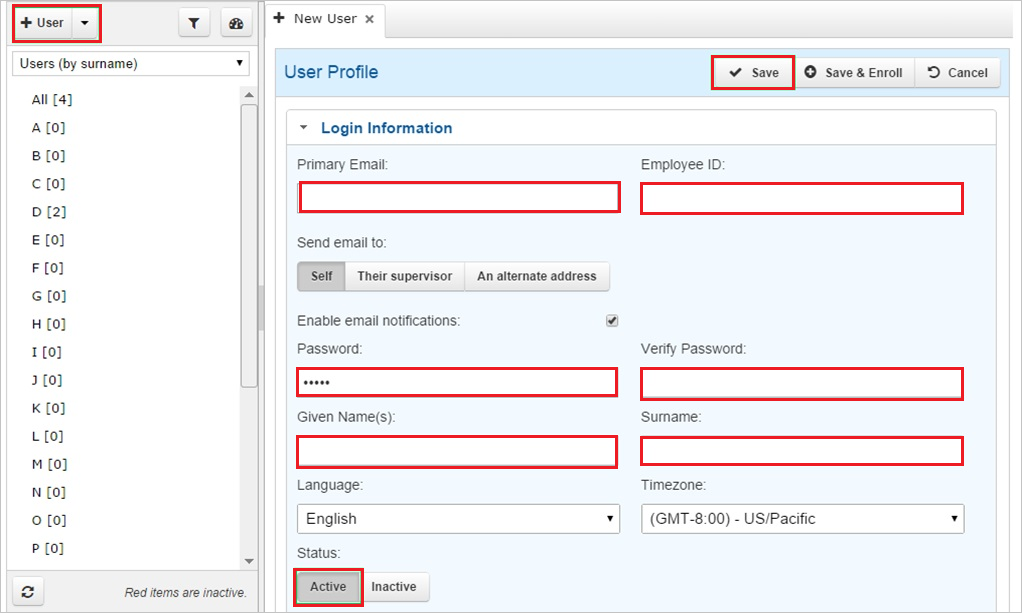 User
Users (by surname)
All [4]
A [0]
B [0]
C [0]
D [2]
E [0]
F [0]
G [0]
H [0]
I [0]
J [0]
K [0]
L [0]
M [0]
N [0]
O [0]
P [0]
Red items are inactive.
New User
User Profile
Save
Save & Enroll
Cancel
Login Information
Primary Email:
Employee ID:
Send email to:
Self
Their supervisor
An alternate address
Enable email notifications:
Password:
Verify Password:
•••••
Given Name(s):
Surname:
Language:
Timezone:
English
(GMT-8:00) - US/Pacific
Status:
Active
Inactive